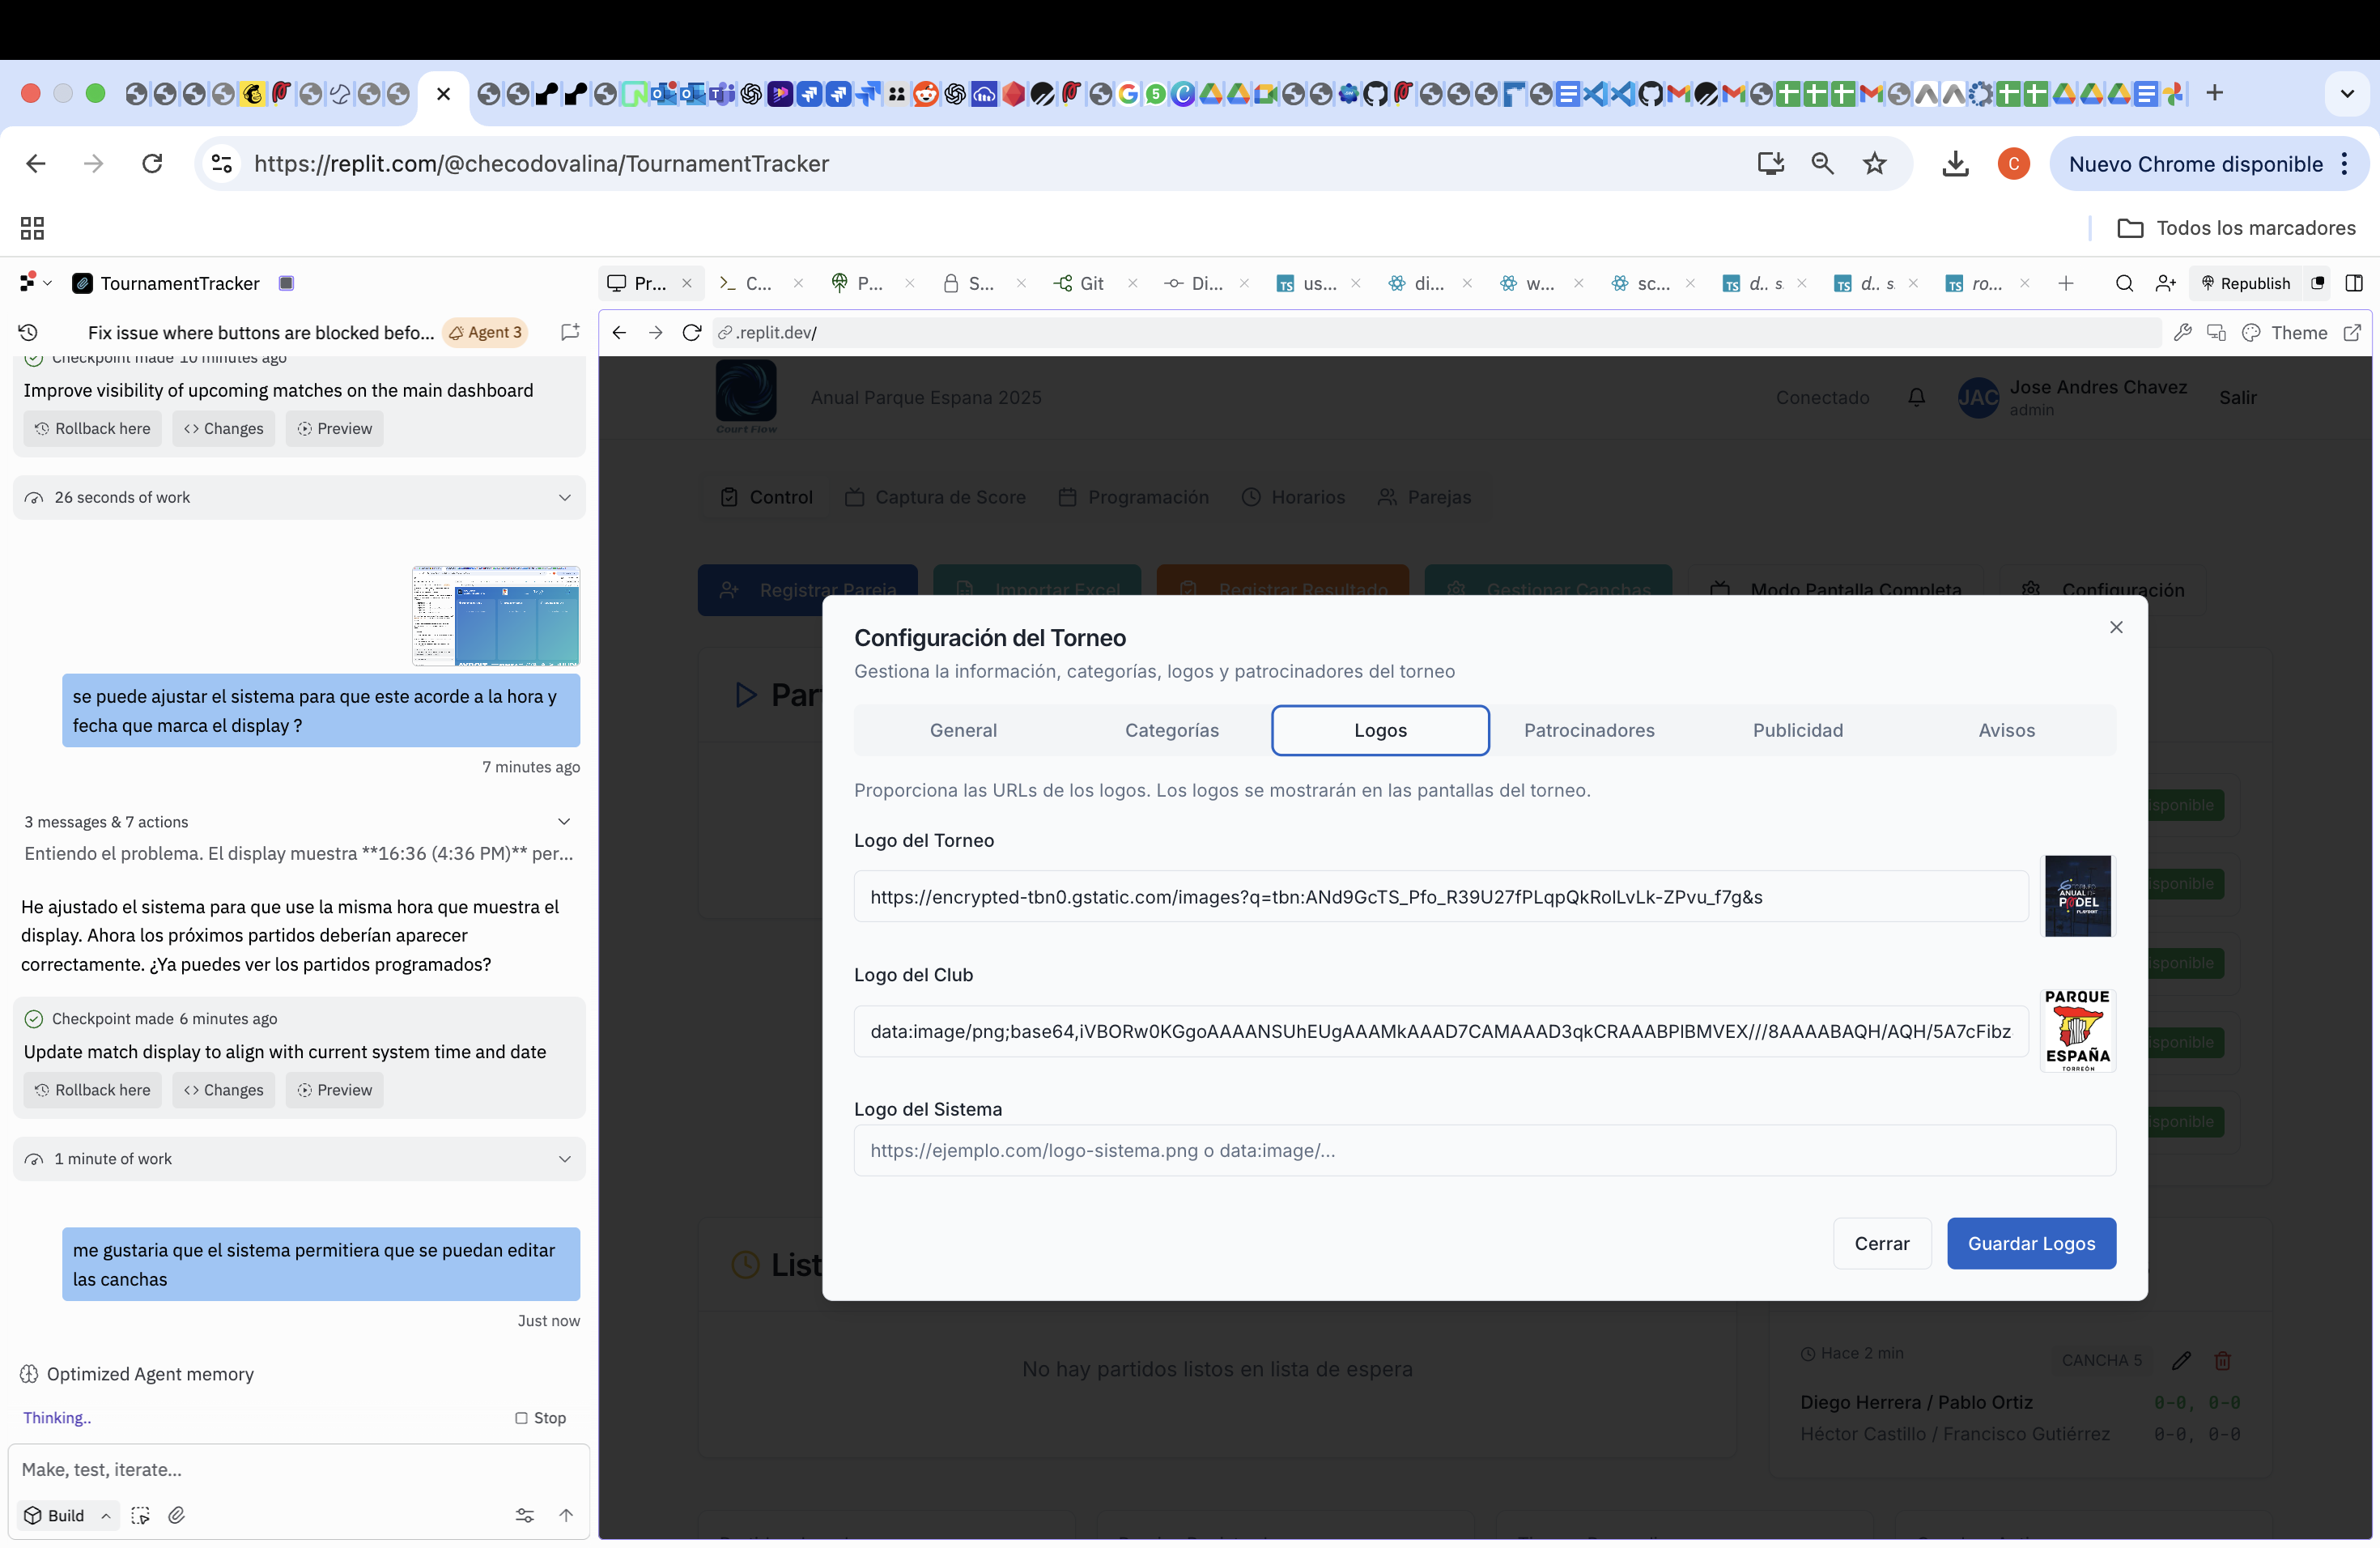 https://replit.com/@checodovalina/TournamentTracker
C
Nuevo Chrome disponible
Todos los marcadores
TournamentTracker
Pr...
C...
P...
S...
Git
Di...
us...
di...
w...
sc...
d.. s
d.. s
ro...
Republish
Fix issue where buttons are blocked befo...
Agent 3
.replit.dev/
Theme
Checkpoint made 10 minutes ago
Improve visibility of upcoming matches on the main dashboard
Rollback here
Changes
Preview
26 seconds of work
se puede ajustar el sistema para que este acorde a la hora y
fecha que marca el display ?
7 minutes ago
3 messages & 7 actions
Entiendo el problema. El display muestra **16:36 (4:36 PM)** per...
He ajustado el sistema para que use la misma hora que muestra el
display. Ahora los próximos partidos deberían aparecer
correctamente. ¿Ya puedes ver los partidos programados?
Checkpoint made 6 minutes ago
Update match display to align with current system time and date
Rollback here
Changes
Preview
1 minute of work
me gustaria que el sistema permitiera que se puedan editar
las canchas
Just now
Optimized Agent memory
Thinking..
Stop
Make, test, iterate...
Build
Court Flow
Anual Parque Espana 2025
Conectado
JAC
Jose Andres Chavez
admin
Salir
Control
Captura de Score
Programación
Horarios
Parejas
Registrar Pareja
Importar Excel
Registrar Resultado
Gestionar Canchas
Modo Pantalla Completa
Configuración
Par
Configuración del Torneo
Gestiona la información, categorías, logos y patrocinadores del torneo
General
Categorías
Logos
Patrocinadores
Publicidad
Avisos
Proporciona las URLs de los logos. Los logos se mostrarán en las pantallas del torneo.
Logo del Torneo
https://encrypted-tbn0.gstatic.com/images?q=tbn:ANd9GcTS_Pfo_R39U27fPLqpQkRolLvLk-ZPvu_f7g&s
ANUAL DE
PADEL
Logo del Club
data:image/png;base64,iVBORw0KGgoAAAANSUhEUgAAAMkAAAD7CAMAAAD3qkCRAAABPlBMVEX///8AAAABAQH/AQH/5A7cFibz
PARQUE
ESPAÑA
TORREÓN
Logo del Sistema
https://ejemplo.com/logo-sistema.png o data:image/...
Cerrar
Guardar Logos
isponible
isponible
isponible
isponible
isponible
List
No hay partidos listos en lista de espera
Hace 2 min
CANCHA 5
Diego Herrera / Pablo Ortiz
0-0, 0-0
Héctor Castillo / Francisco Gutiérrez
0-0, 0-0